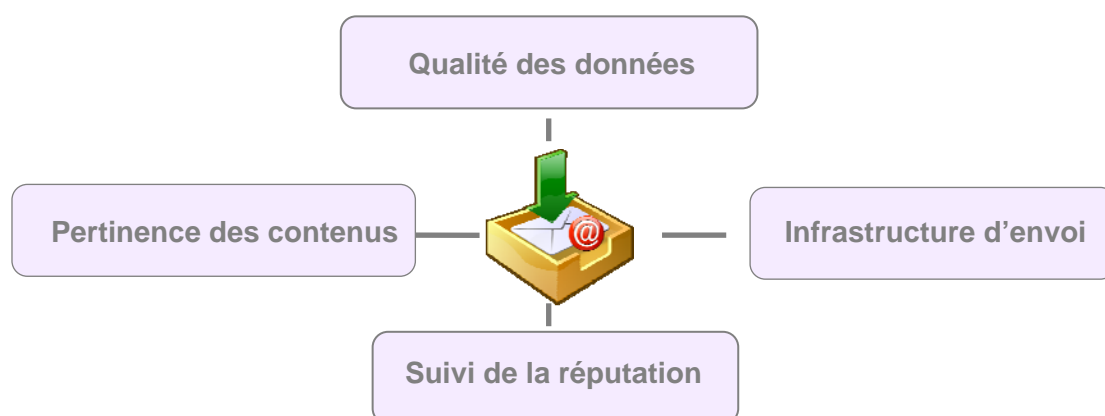 Qualité des données
Pertinence des contenus
@
Infrastructure d’envoi
Suivi de la réputation